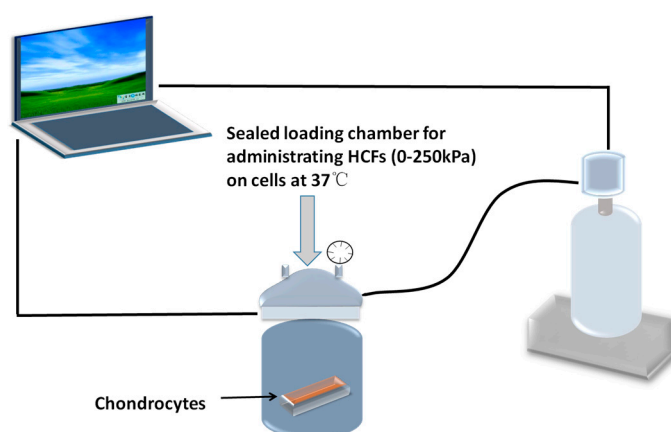 Sealed loading chamber for
administrating HCFs (0-250kPa)
on cells at 37℃
Chondrocytes